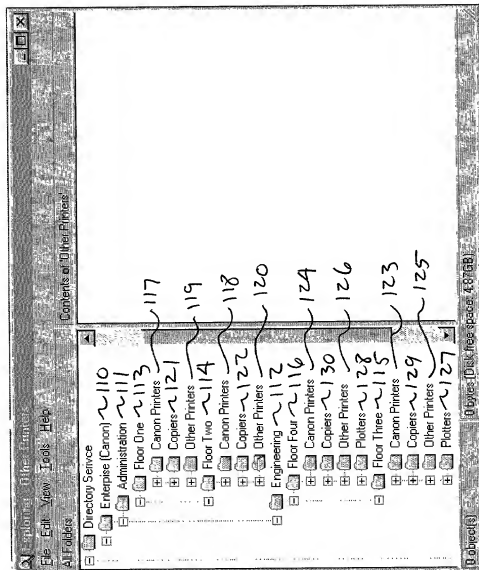 Exploring - Other Printers
File Edit View Tools Help
All Folders
Contents of 'Other Printers'
Directory Service
Enterpise (Canon) ~110
Administration ~111
Floor One ~113
Canon Printers 117
Copiers ~121
Other Printers 119
Floor Two ~114
Canon Printers 118
Copiers ~122
Other Printers 120
Engineering ~112
Floor Four ~116
Canon Printers 124
Copiers ~130
Other Printers 126
Plotters ~128
Floor Three ~115
Canon Printers 123
Copiers ~129
Other Printers 125
Plotters ~127
0 object(s)
0 bytes (Disk free space: 4.87GB)